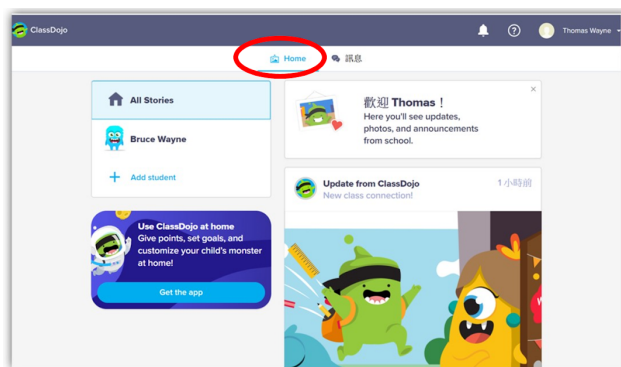 ClassDojo
Thomas Wayne
Home
訊息
All Stories
Bruce Wayne
Add student
Use ClassDojo at home
Give points, set goals, and
customize your child's monster
at home!
Get the app
歡迎 Thomas！
Here you'll see updates,
photos, and announcements
from school.
Update from ClassDojo
1 小時前
New class connection!